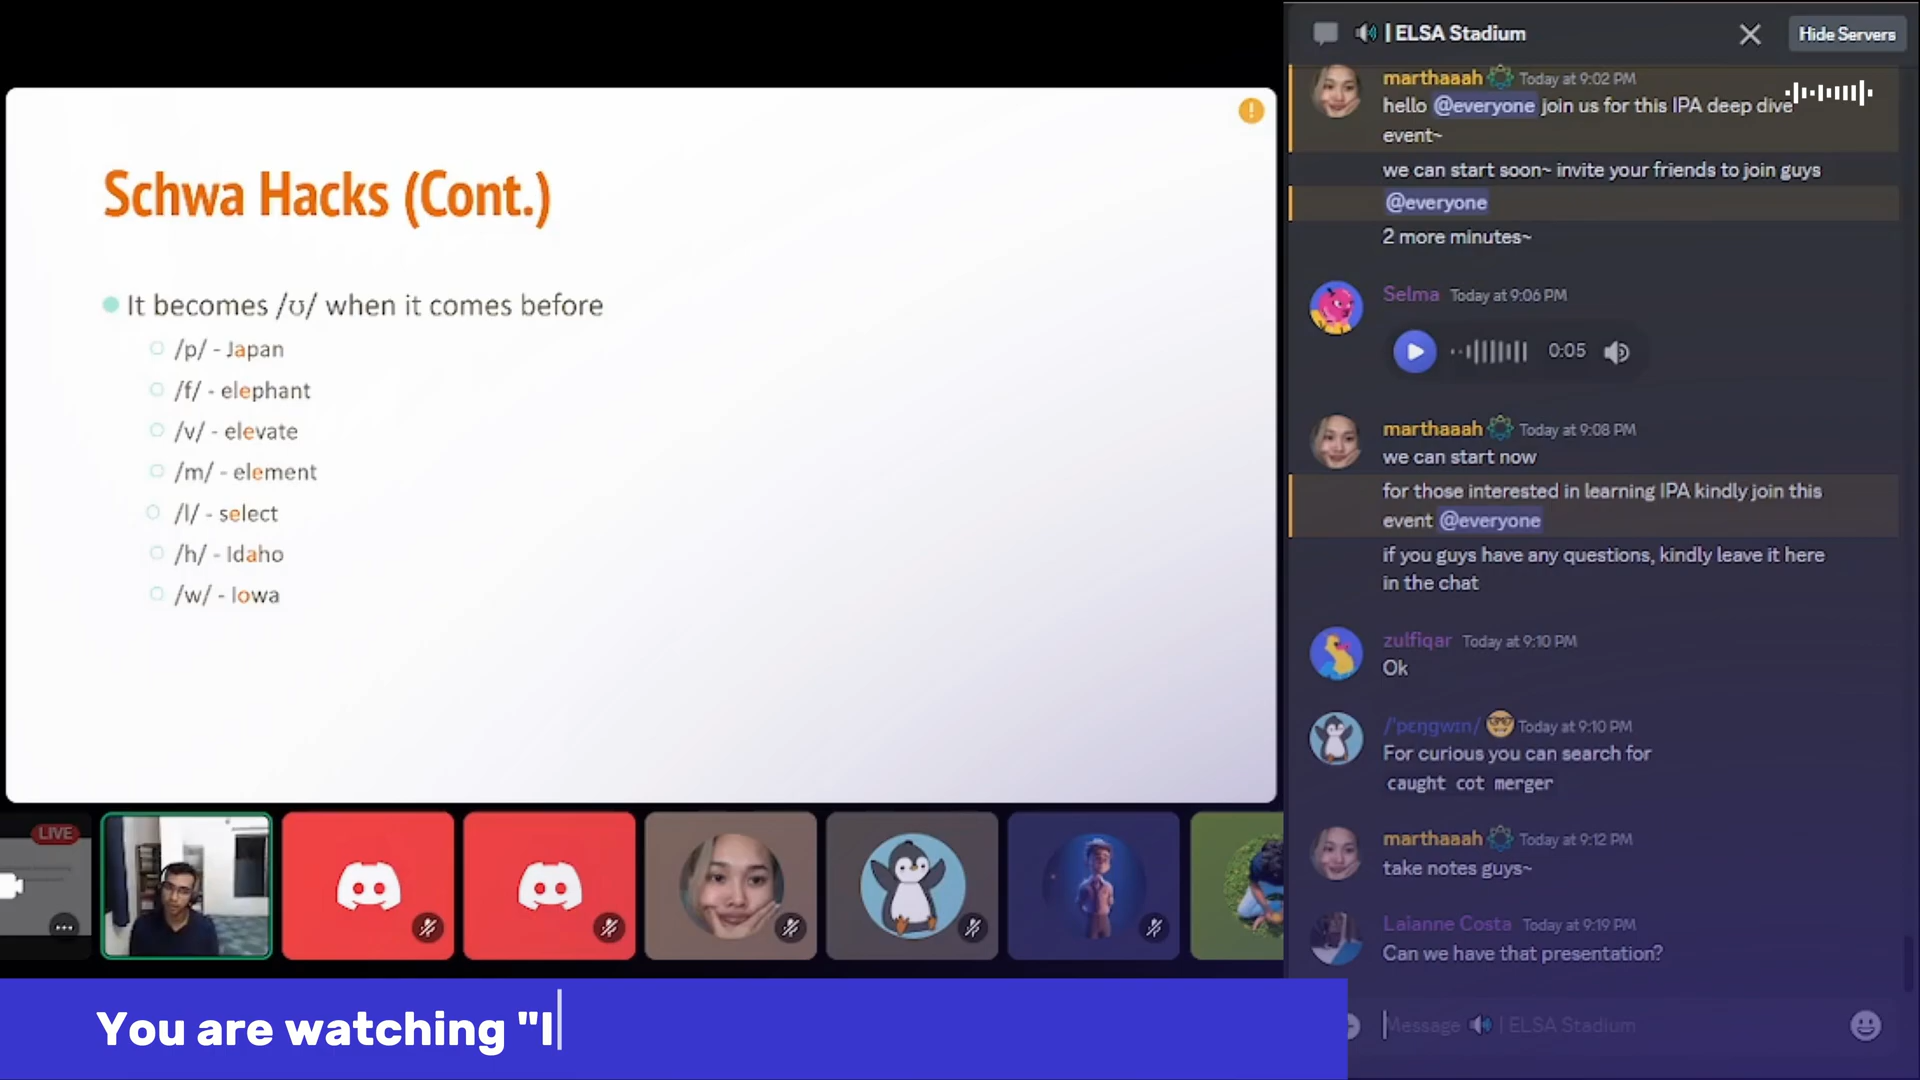 Schwa Hacks (Cont.)
It becomes /ʊ/ when it comes before
/p/ - Japan
/f/ - elephant
/v/ - elevate
/m/ - element
/l/ - select
/h/ - Idaho
/w/ - Iowa
LIVE
You are watching "I
| ELSA Stadium
Hide Servers
marthaaah Today at 9:02 PM
hello @everyone join us for this IPA deep dive
event~
we can start soon~ invite your friends to join guys
@everyone
2 more minutes~
Selma Today at 9:06 PM
0:05
marthaaah Today at 9:08 PM
we can start now
for those interested in learning IPA kindly join this
event @everyone
if you guys have any questions, kindly leave it here
in the chat
zulfiqar Today at 9:10 PM
Ok
/'pɛŋgwɪn/ 🤓 Today at 9:10 PM
For curious you can search for
caught cot merger
marthaaah Today at 9:12 PM
take notes guys~
Laianne Costa Today at 9:19 PM
Can we have that presentation?
Message 🔊 | ELSA Stadium